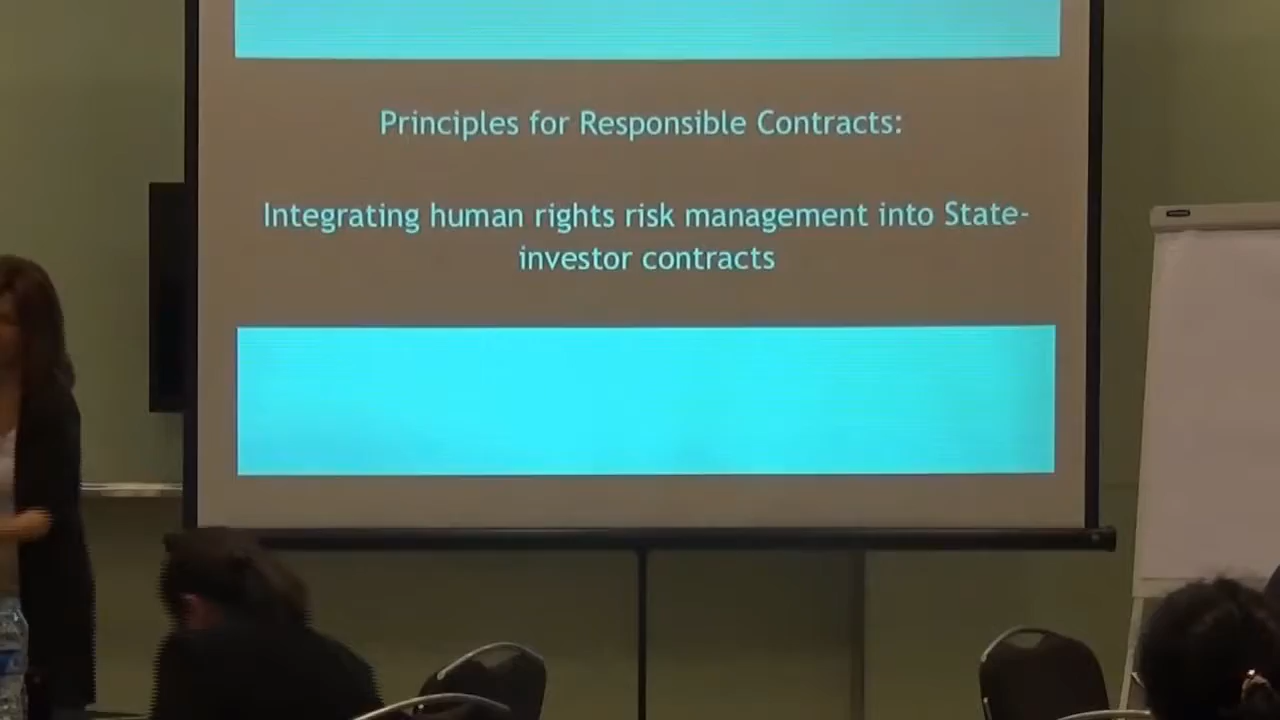 Principles for Responsible Contracts:
Integrating human rights risk management into State-
investor contracts